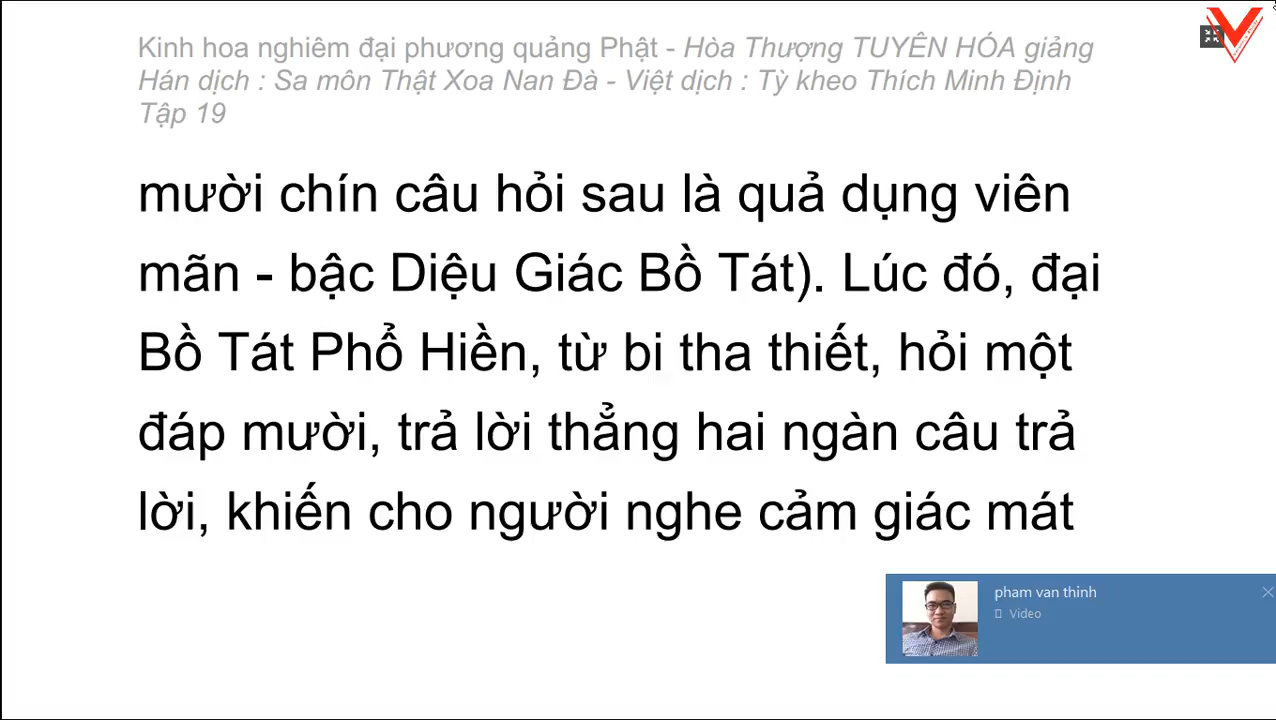 Kinh hoa nghiêm đại phương quảng Phật - Hòa Thượng TUYÊN HÓA giảng
Hán dịch : Sa môn Thật Xoa Nan Đà - Việt dịch : Tỳ kheo Thích Minh Định
Tập 19
mười chín câu hỏi sau là quả dụng viên
mãn - bậc Diệu Giác Bồ Tát). Lúc đó, đại
Bồ Tát Phổ Hiền, từ bi tha thiết, hỏi một
đáp mười, trả lời thẳng hai ngàn câu trả
lời, khiến cho người nghe cảm giác mát
pham van thinh
Video